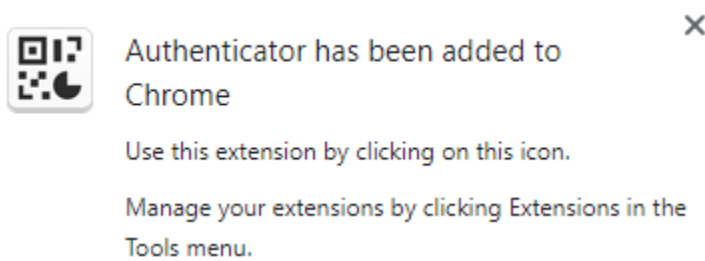 Authenticator has been added to
Chrome
Use this extension by clicking on this icon.
Manage your extensions by clicking Extensions in the
Tools menu.